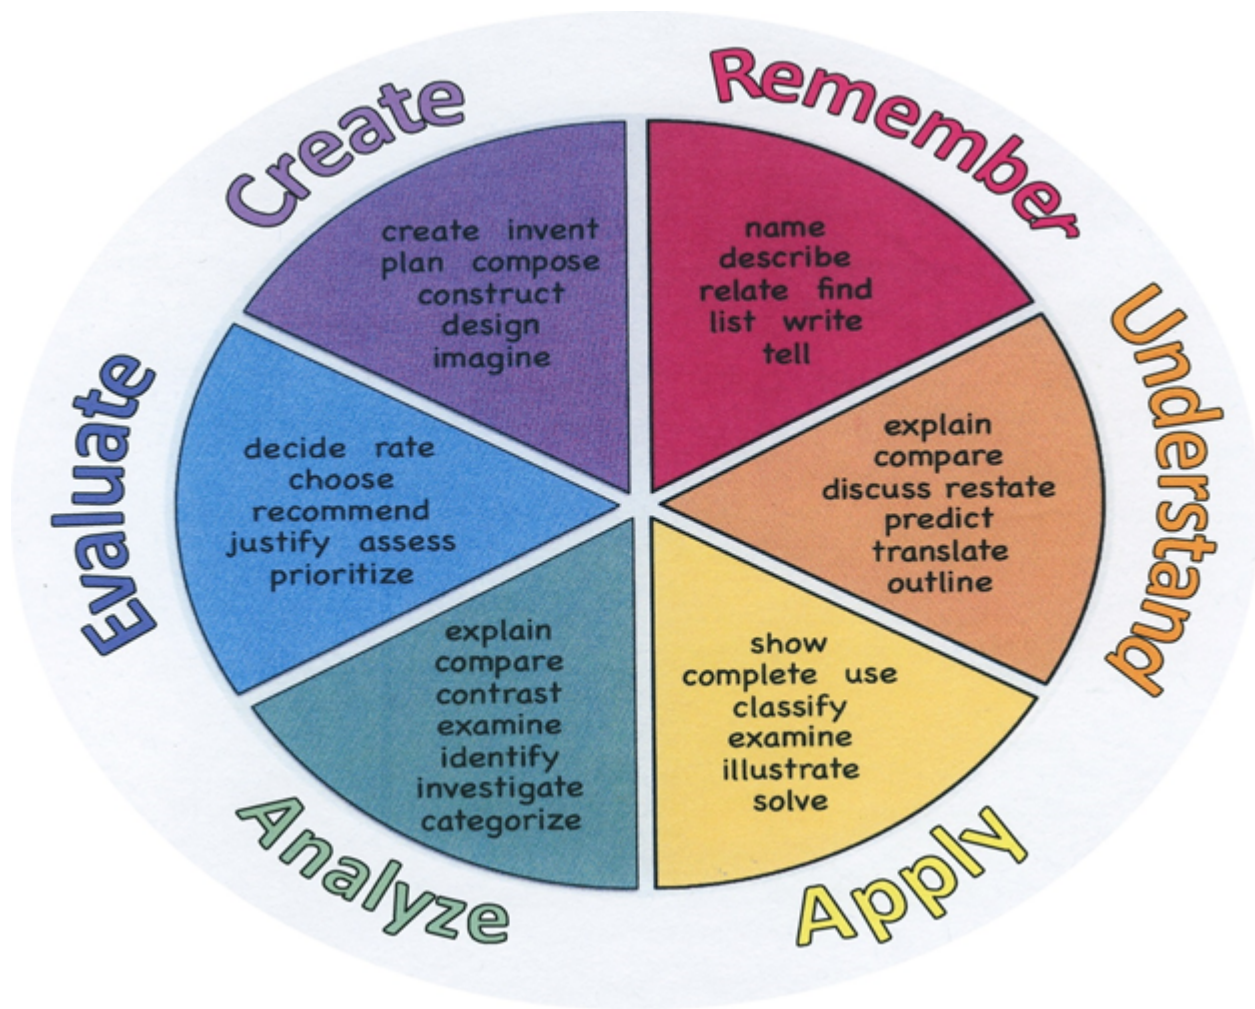 Remember
name
describe
relate find
list write
tell
Understand
explain
compare
discuss restate
predict
translate
outline
Apply
show
complete use
classify
examine
illustrate
solve
Analyze
explain
compare
contrast
examine
identify
investigate
categorize
Evaluate
decide rate
choose
recommend
justify assess
prioritize
Create
create invent
plan compose
construct
design
imagine